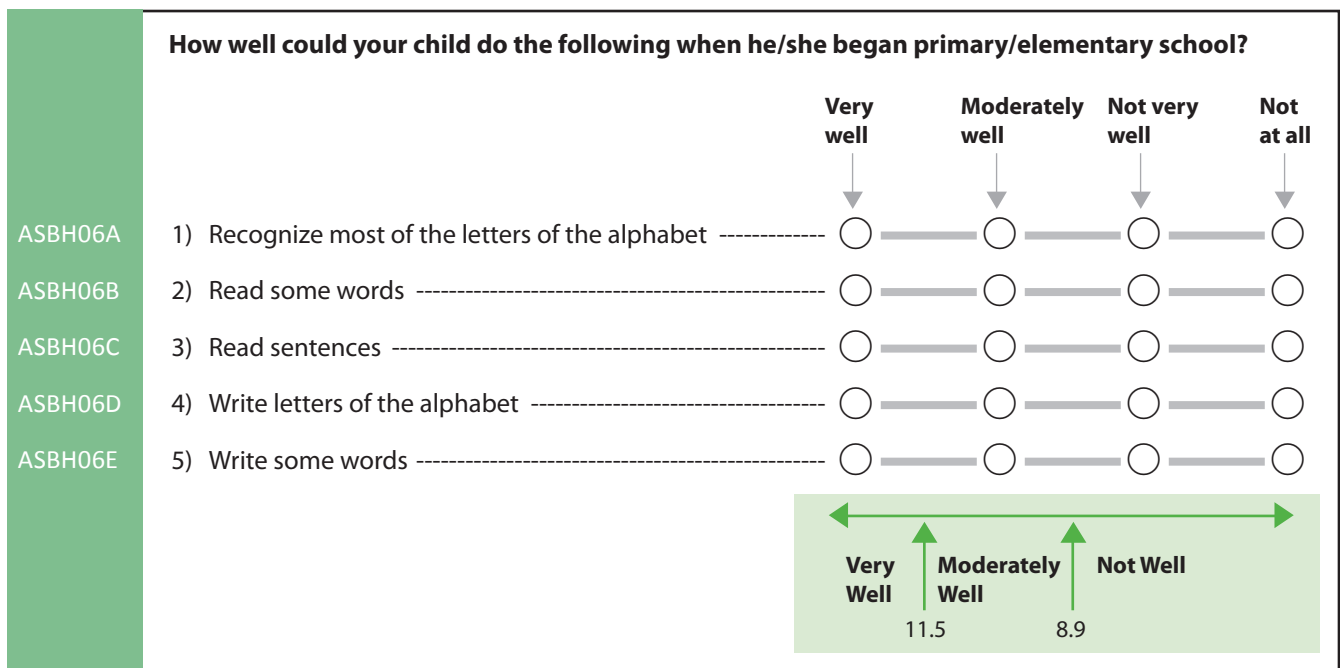 How well could your child do the following when he/she began primary/elementary school?
Very well Moderately well Not very well Not at all
ASBH06A 1) Recognize most of the letters of the alphabet
ASBH06B 2) Read some words
ASBH06C 3) Read sentences
ASBH06D 4) Write letters of the alphabet
ASBH06E 5) Write some words
Very Well Moderately Well Not Well
11.5 8.9